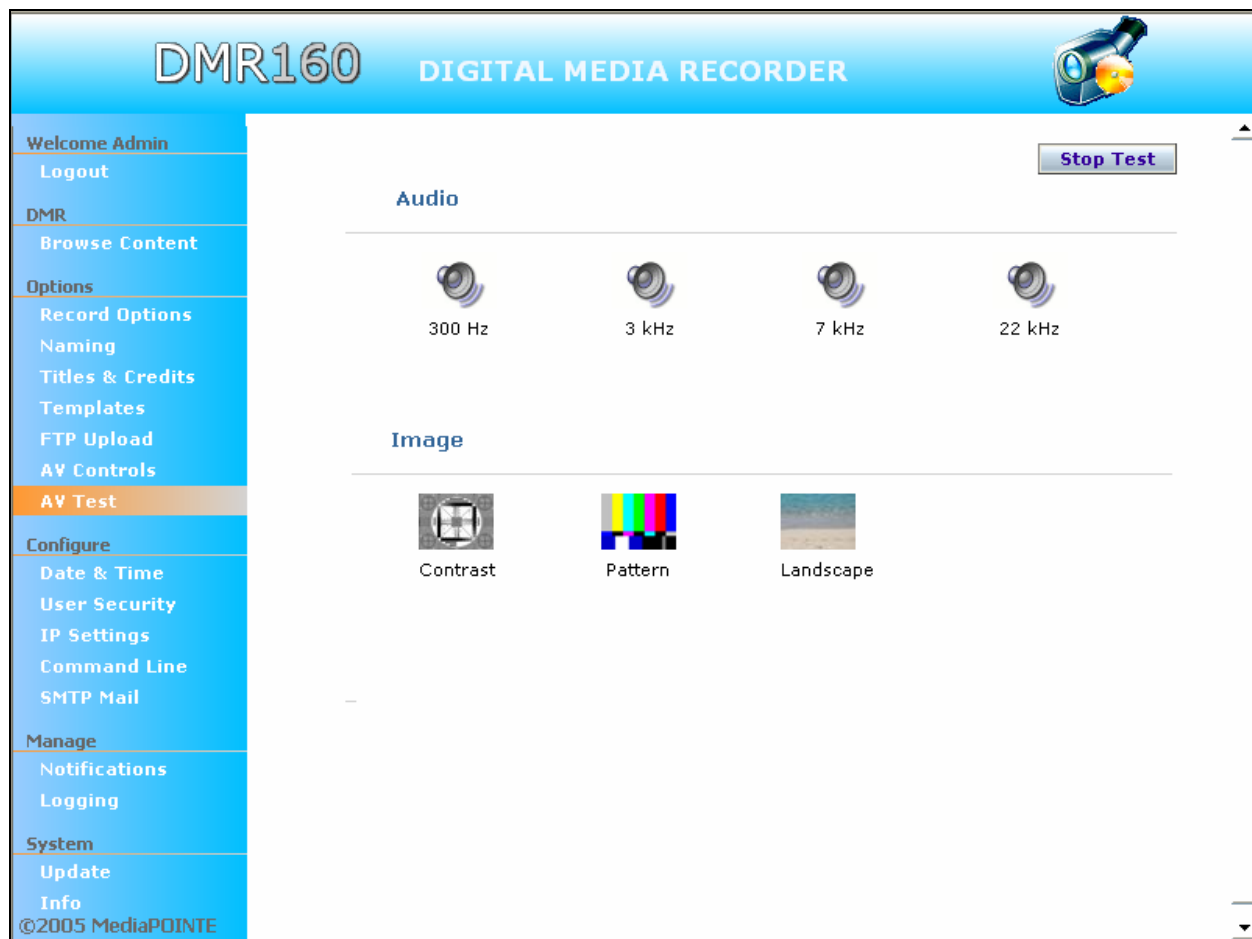 DMR160 DIGITAL MEDIA RECORDER
Welcome Admin
Logout
DMR
Browse Content
Options
Record Options
Naming
Titles & Credits
Templates
FTP Upload
AV Controls
AV Test
Configure
Date & Time
User Security
IP Settings
Command Line
SMTP Mail
Manage
Notifications
Logging
System
Update
Info
©2005 MediaPOINTE
Stop Test
Audio
300 Hz 3 kHz 7 kHz 22 kHz
Image
Contrast Pattern Landscape